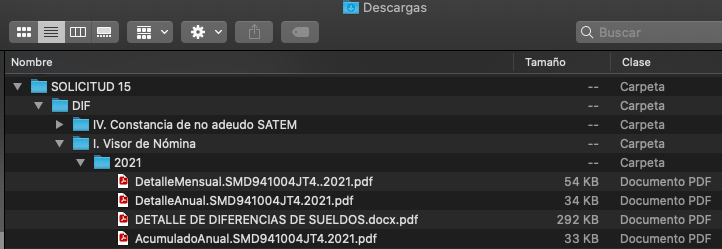 Descargas
Buscar
Nombre Tamaño Clase
SOLICITUD 15 -- Carpeta
DIF -- Carpeta
IV. Constancia de no adeudo SATEM -- Carpeta
I. Visor de Nómina -- Carpeta
2021 -- Carpeta
DetalleMensual.SMD941004JT4..2021.pdf 54 KB Documento PDF
DetalleAnual.SMD941004JT4.2021.pdf 34 KB Documento PDF
DETALLE DE DIFERENCIAS DE SUELDOS.docx.pdf 292 KB Documento PDF
AcumuladoAnual.SMD941004JT4.2021.pdf 33 KB Documento PDF